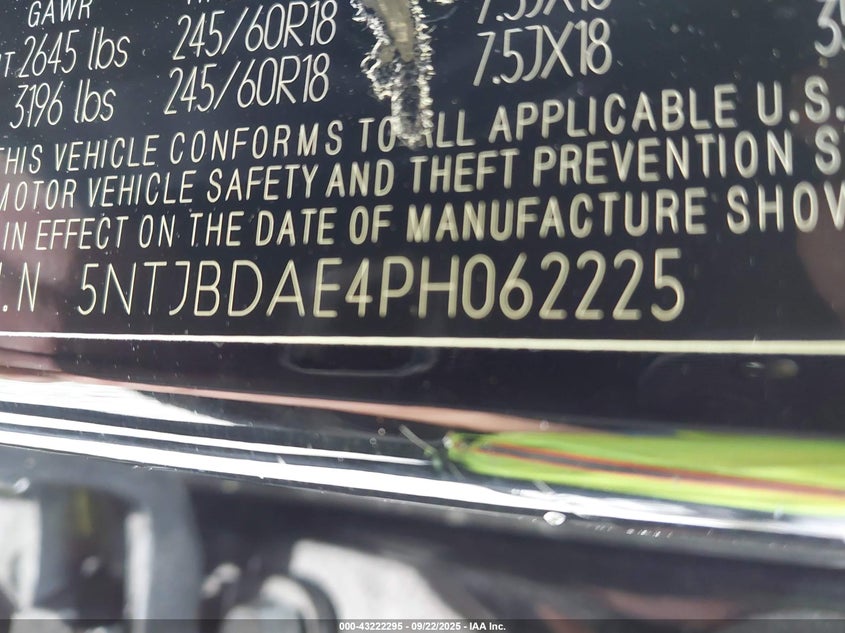 GAWR
2645 lbs 245/60R18 7.5JX18
3196 lbs 245/60R18 7.5JX18
THIS VEHICLE CONFORMS TO ALL APPLICABLE U.S.
MOTOR VEHICLE SAFETY AND THEFT PREVENTION S
IN EFFECT ON THE DATE OF MANUFACTURE SHOW
.N 5NTJBDAE4PH062225
000-43222295 - 09/22/2025 - IAA Inc.